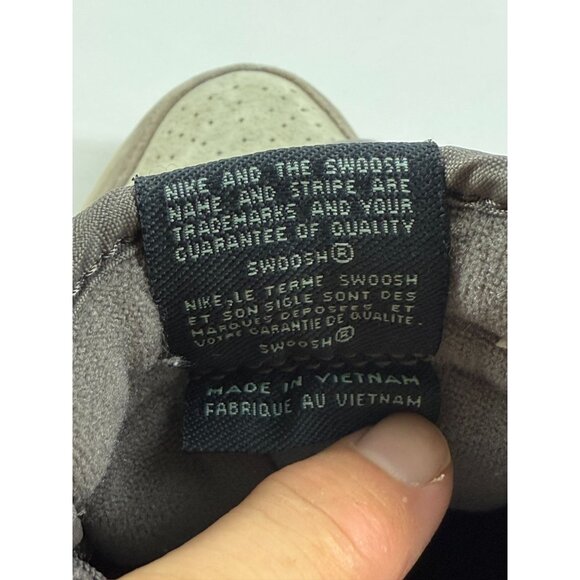 NIKE AND THE SWOOSH
NAME AND STRIPE ARE
TRADEMARKS AND YOUR
GUARANTEE OF QUALITY
SWOOSH®
NIKE, LE TERME SWOOSH
ET SON SIGLE SONT DES
MARQUES DEPOSEES ET
VOTRE GARANTIE DE QUALITE.
SWOOSH®
MADE IN VIETNAM
FABRIQUE AU VIETNAM